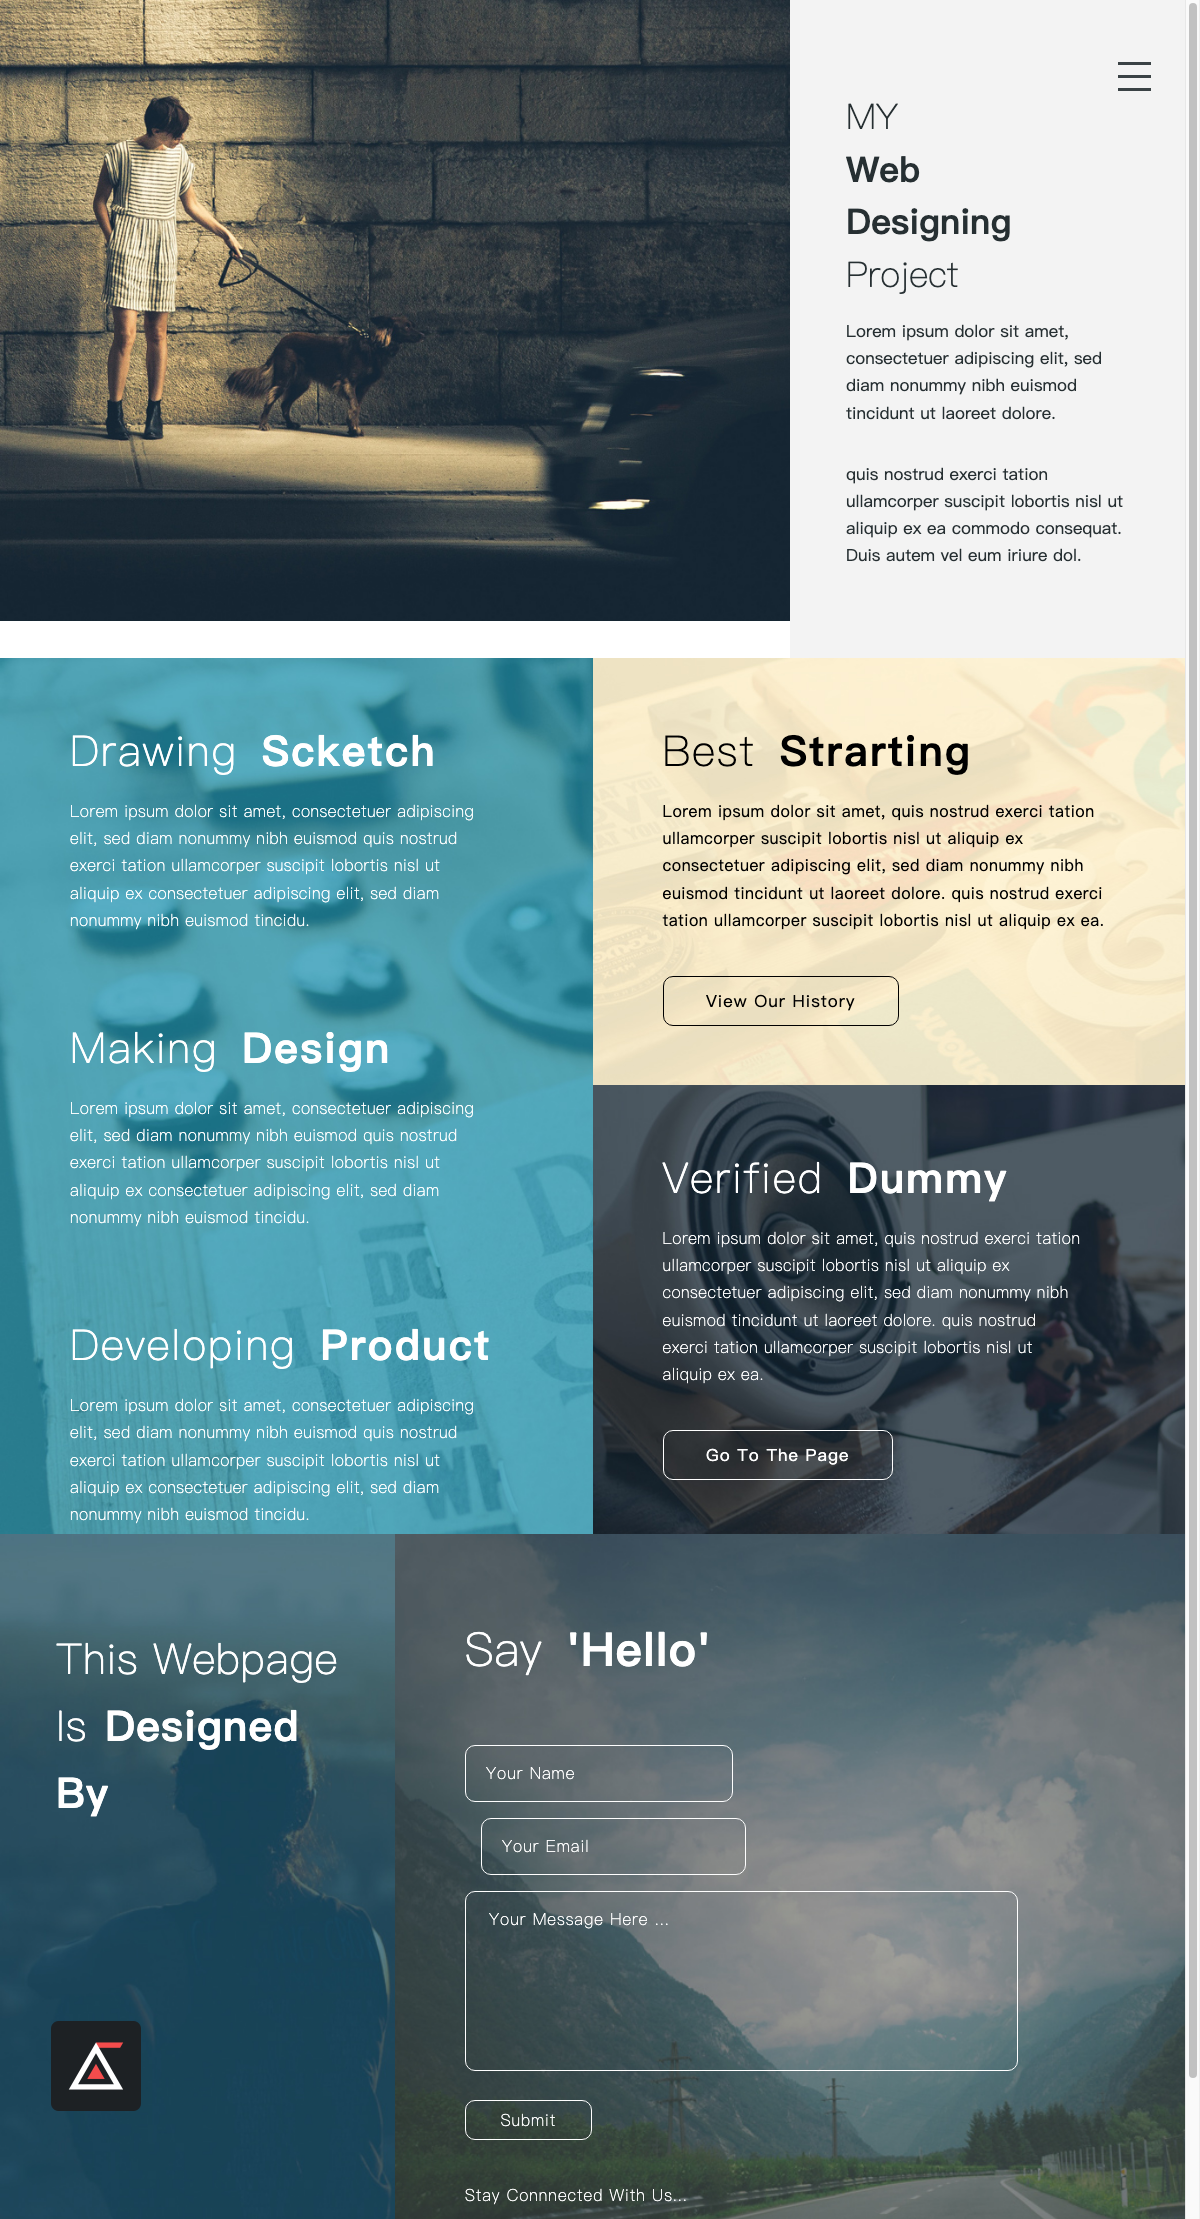 MY
Web
Designing
Project
Lorem ipsum dolor sit amet,
consectetuer adipiscing elit, sed
diam nonummy nibh euismod
tincidunt ut laoreet dolore.
quis nostrud exerci tation
ullamcorper suscipit lobortis nisl ut
aliquip ex ea commodo consequat.
Duis autem vel eum iriure dol.
Drawing Scketch
Lorem ipsum dolor sit amet, consectetuer adipiscing
elit, sed diam nonummy nibh euismod quis nostrud
exerci tation ullamcorper suscipit lobortis nisl ut
aliquip ex consectetuer adipiscing elit, sed diam
nonummy nibh euismod tincidu.
Making Design
Lorem ipsum dolor sit amet, consectetuer adipiscing
elit, sed diam nonummy nibh euismod quis nostrud
exerci tation ullamcorper suscipit lobortis nisl ut
aliquip ex consectetuer adipiscing elit, sed diam
nonummy nibh euismod tincidu.
Developing Product
Lorem ipsum dolor sit amet, consectetuer adipiscing
elit, sed diam nonummy nibh euismod quis nostrud
exerci tation ullamcorper suscipit lobortis nisl ut
aliquip ex consectetuer adipiscing elit, sed diam
nonummy nibh euismod tincidu.
Best Strarting
Lorem ipsum dolor sit amet, quis nostrud exerci tation
ullamcorper suscipit lobortis nisl ut aliquip ex
consectetuer adipiscing elit, sed diam nonummy nibh
euismod tincidunt ut laoreet dolore. quis nostrud exerci
tation ullamcorper suscipit lobortis nisl ut aliquip ex ea.
View Our History
Verified Dummy
Lorem ipsum dolor sit amet, quis nostrud exerci tation
ullamcorper suscipit lobortis nisl ut aliquip ex
consectetuer adipiscing elit, sed diam nonummy nibh
euismod tincidunt ut laoreet dolore. quis nostrud
exerci tation ullamcorper suscipit lobortis nisl ut
aliquip ex ea.
Go To The Page
This Webpage
Is Designed
By
Say 'Hello'
Your Name
Your Email
Your Message Here ...
Submit
Stay Connnected With Us...